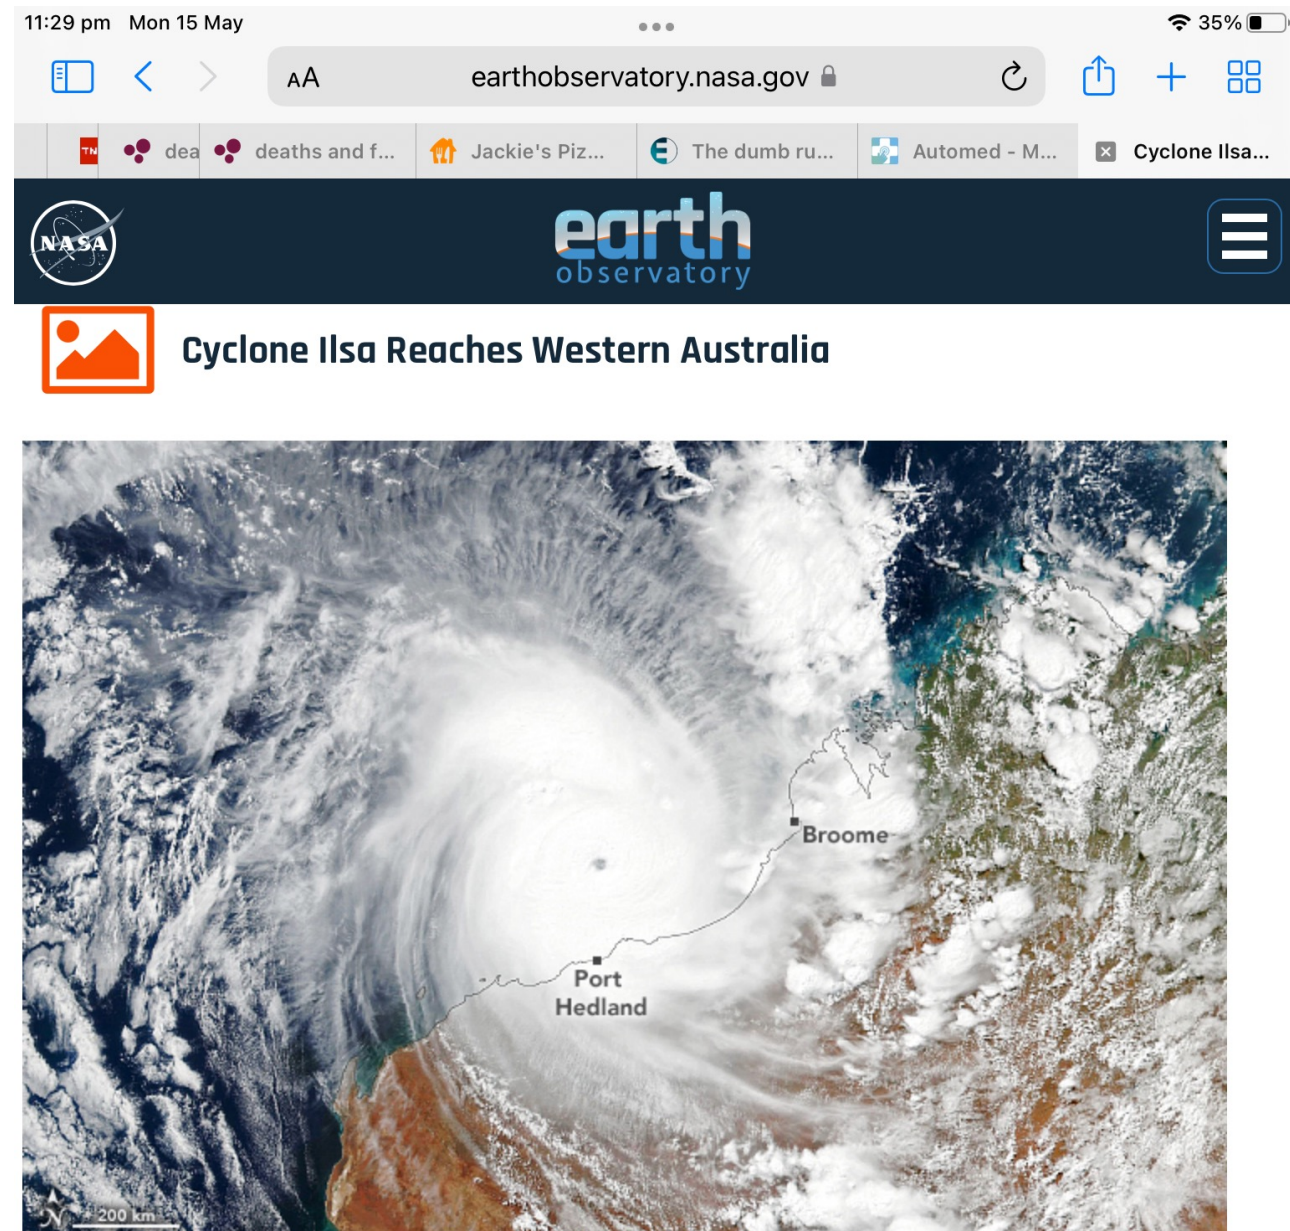 11:29 pm Mon 15 May
35%
AA
earthobservatory.nasa.gov
TN
dea
deaths and f...
Jackie's Piz...
The dumb ru...
Automed - M...
Cyclone Ilsa...
NASA
earth
observatory
Cyclone Ilsa Reaches Western Australia
Broome
Port
Hedland
N
200 km